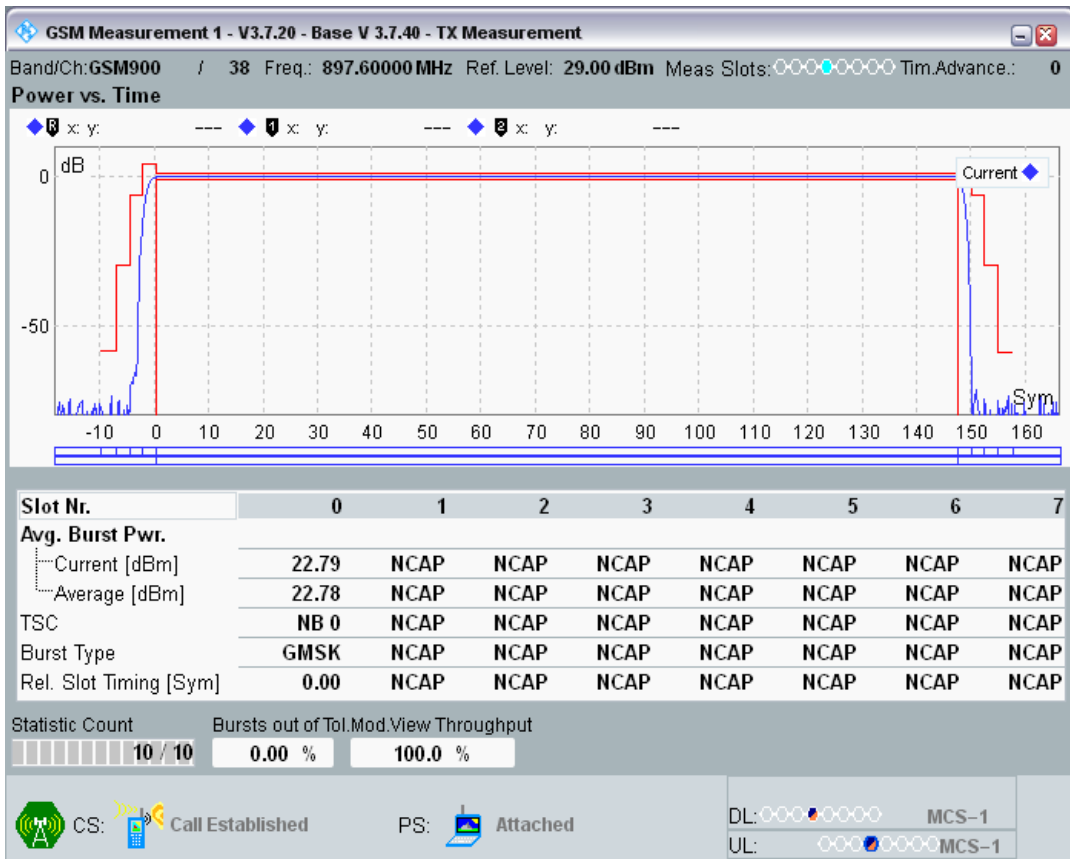 GSM Measurement 1 - V3.7.20 - Base V 3.7.40 - TX Measurement
Band/Ch:GSM900 / 38 Freq.: 897.60000 MHz Ref. Level: 29.00 dBm Meas Slots: Tim.Advance.: 0
Power vs. Time
R x: y: --- 1 x: y: --- 2 x: y: ---
dB
0
Current
-50
Sym
-10 0 10 20 30 40 50 60 70 80 90 100 110 120 130 140 150 160
Slot Nr. 0 1 2 3 4 5 6 7
Avg. Burst Pwr.
Current [dBm] 22.79 NCAP NCAP NCAP NCAP NCAP NCAP NCAP
Average [dBm] 22.78 NCAP NCAP NCAP NCAP NCAP NCAP NCAP
TSC NB 0 NCAP NCAP NCAP NCAP NCAP NCAP NCAP
Burst Type GMSK NCAP NCAP NCAP NCAP NCAP NCAP NCAP
Rel. Slot Timing [Sym] 0.00 NCAP NCAP NCAP NCAP NCAP NCAP NCAP
Statistic Count Bursts out of Tol.Mod.View Throughput
10 / 10 0.00 % 100.0 %
CS: Call Established PS: Attached
DL: MCS-1
UL: MCS-1